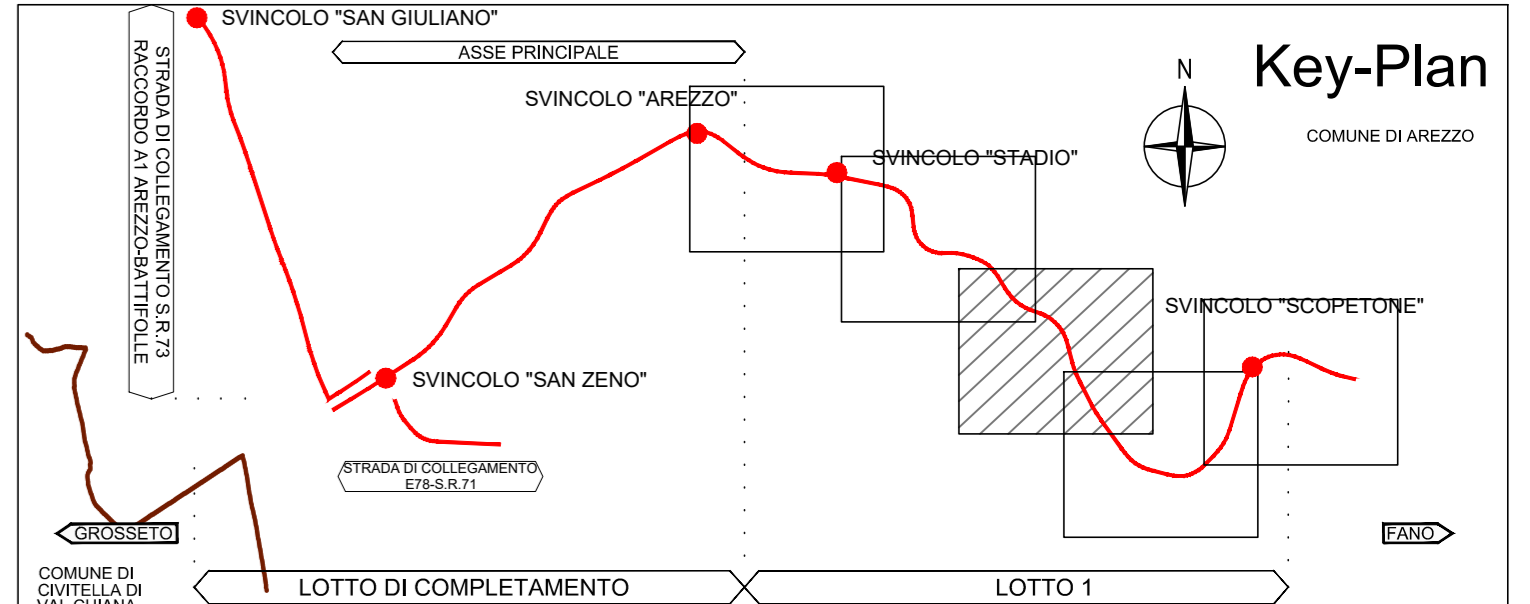 SVINCOLO "SAN GIULIANO"
ASSE PRINCIPALE
Key-Plan
N
COMUNE DI AREZZO
STRADA DI COLLEGAMENTO S.R.73
RACCORDO A1 AREZZO-BATTIFOLLE
SVINCOLO "AREZZO"
SVINCOLO "STADIO"
SVINCOLO "SCOPETONE"
SVINCOLO "SAN ZENO"
STRADA DI COLLEGAMENTO
E78-S.R.71
GROSSETO
FANO
COMUNE DI
CIVITELLA DI
VAL CHIANA
LOTTO DI COMPLETAMENTO
LOTTO 1